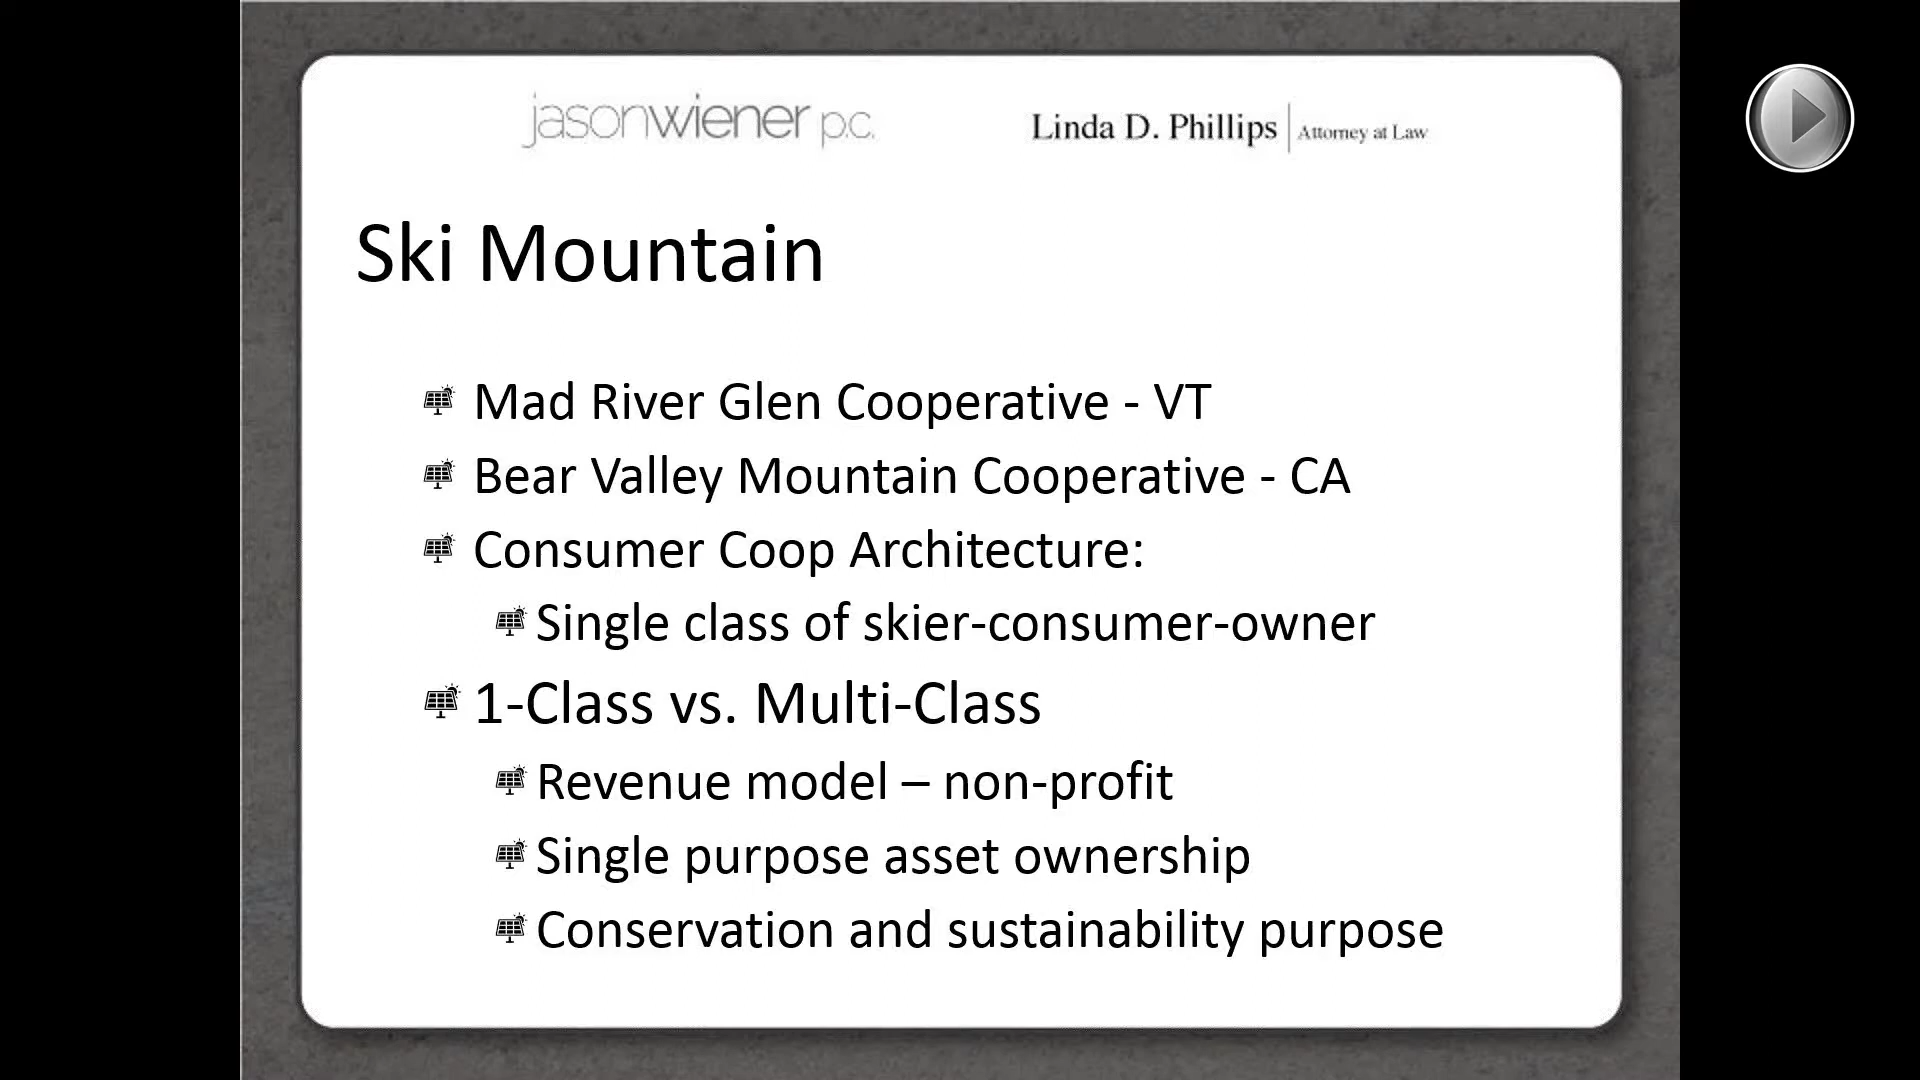 jasonwiener p.c.
Linda D. Phillips | Attorney at Law
Ski Mountain
Mad River Glen Cooperative - VT
Bear Valley Mountain Cooperative - CA
Consumer Coop Architecture:
Single class of skier-consumer-owner
1-Class vs. Multi-Class
Revenue model – non-profit
Single purpose asset ownership
Conservation and sustainability purpose